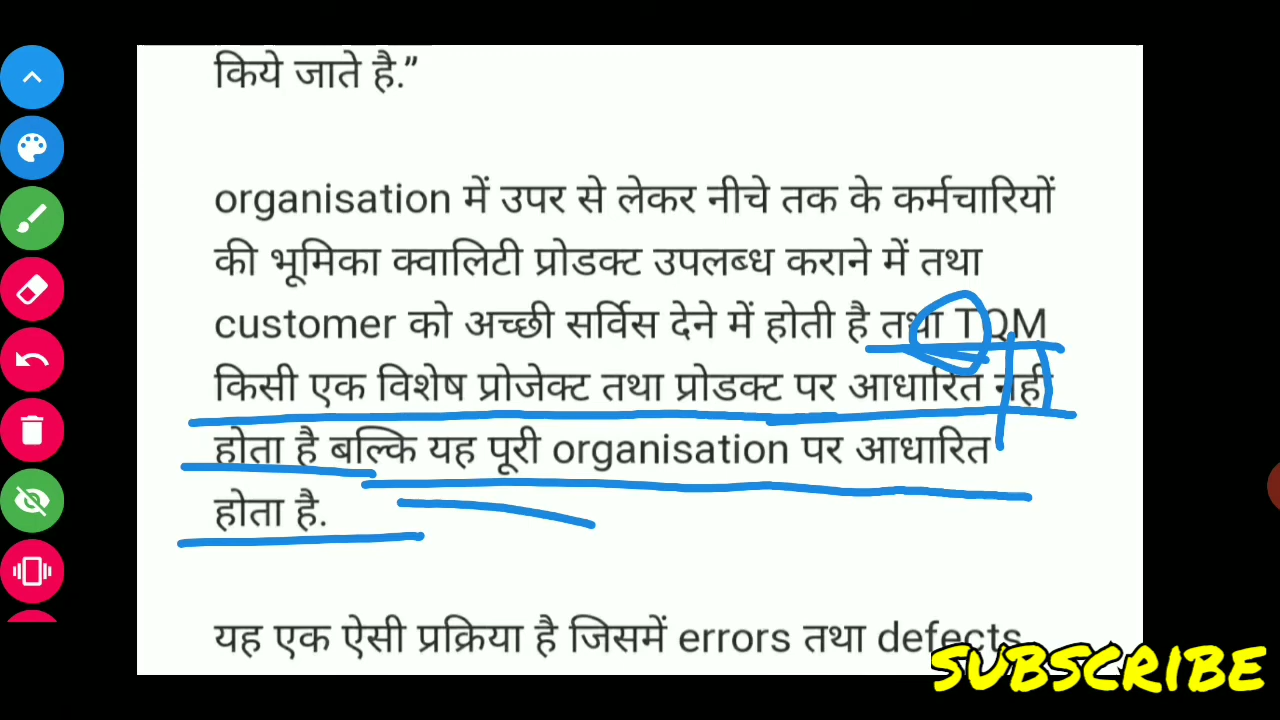 किये जाते है.”
organisation में उपर से लेकर नीचे तक के कर्मचारियों
की भूमिका क्वालिटी प्रोडक्ट उपलब्ध कराने में तथा
customer को अच्छी सर्विस देने में होती है तथा TQM
किसी एक विशेष प्रोजेक्ट तथा प्रोडक्ट पर आधारित नही
होता है बल्कि यह पूरी organisation पर आधारित
होता है.
यह एक ऐसी प्रक्रिया है जिसमें errors तथा defects
SUBSCRIBE